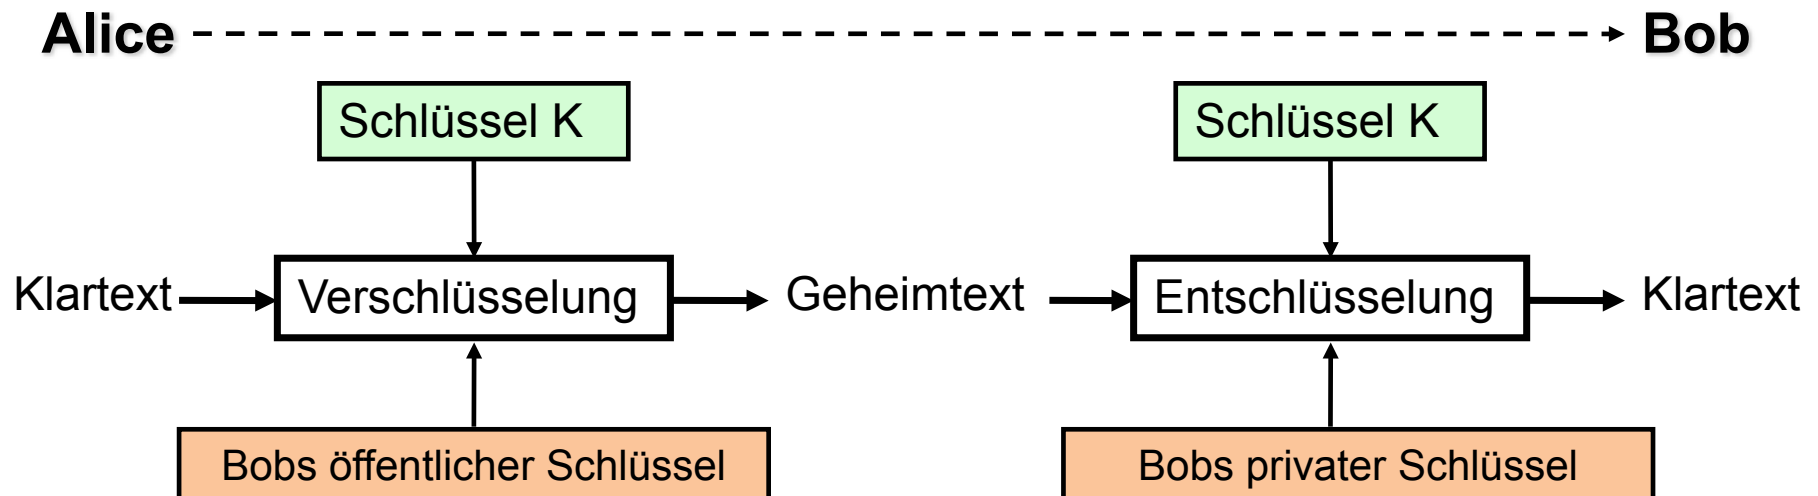 Alice
Bob
Schlüssel K
Schlüssel K
Klartext
Verschlüsselung
Geheimtext
Entschlüsselung
Klartext
Bobs öffentlicher Schlüssel
Bobs privater Schlüssel